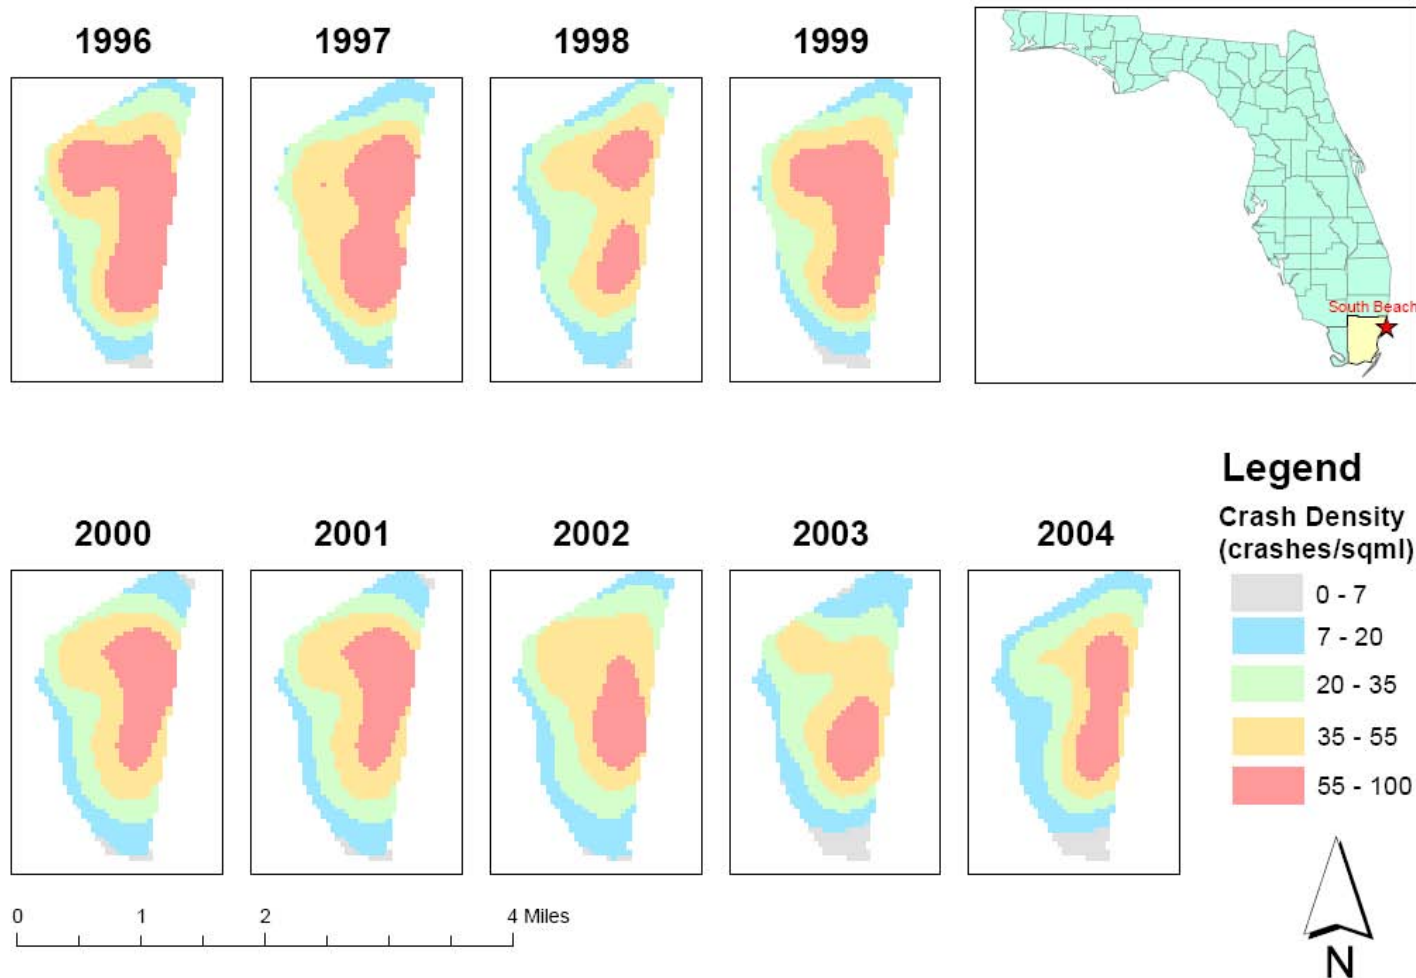 1996
1997
1998
1999
South Beach
2000
2001
2002
2003
2004
Legend
Crash Density
(crashes/sqml)
0 - 7
7 - 20
20 - 35
35 - 55
55 - 100
0 1 2 4 Miles
N